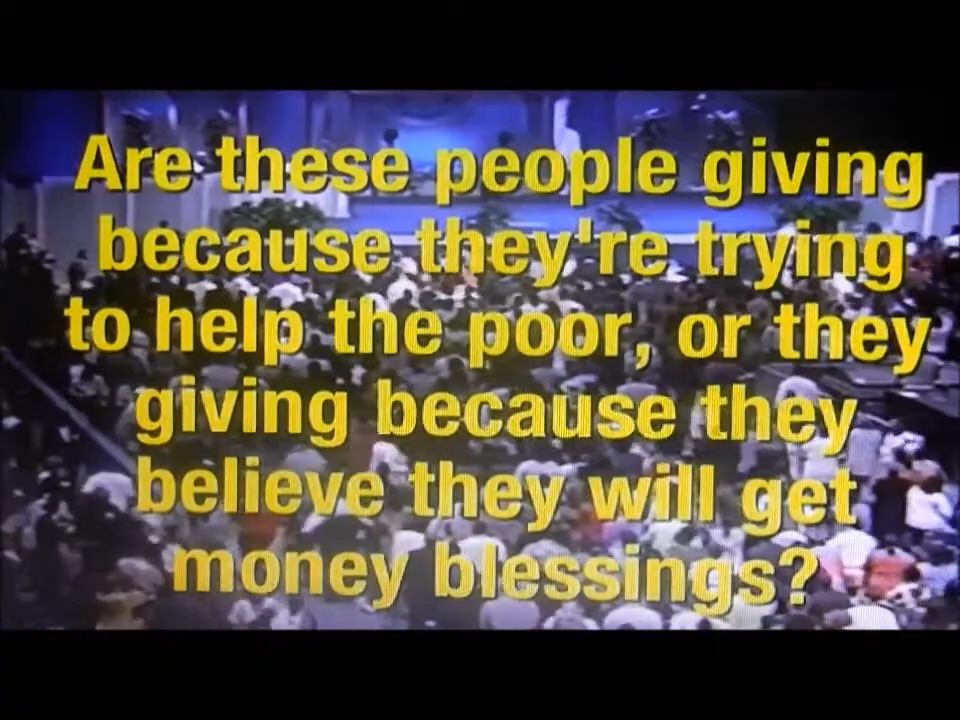 Are these people giving
because they're trying
to help the poor, or they
giving because they
believe they will get
money blessings?